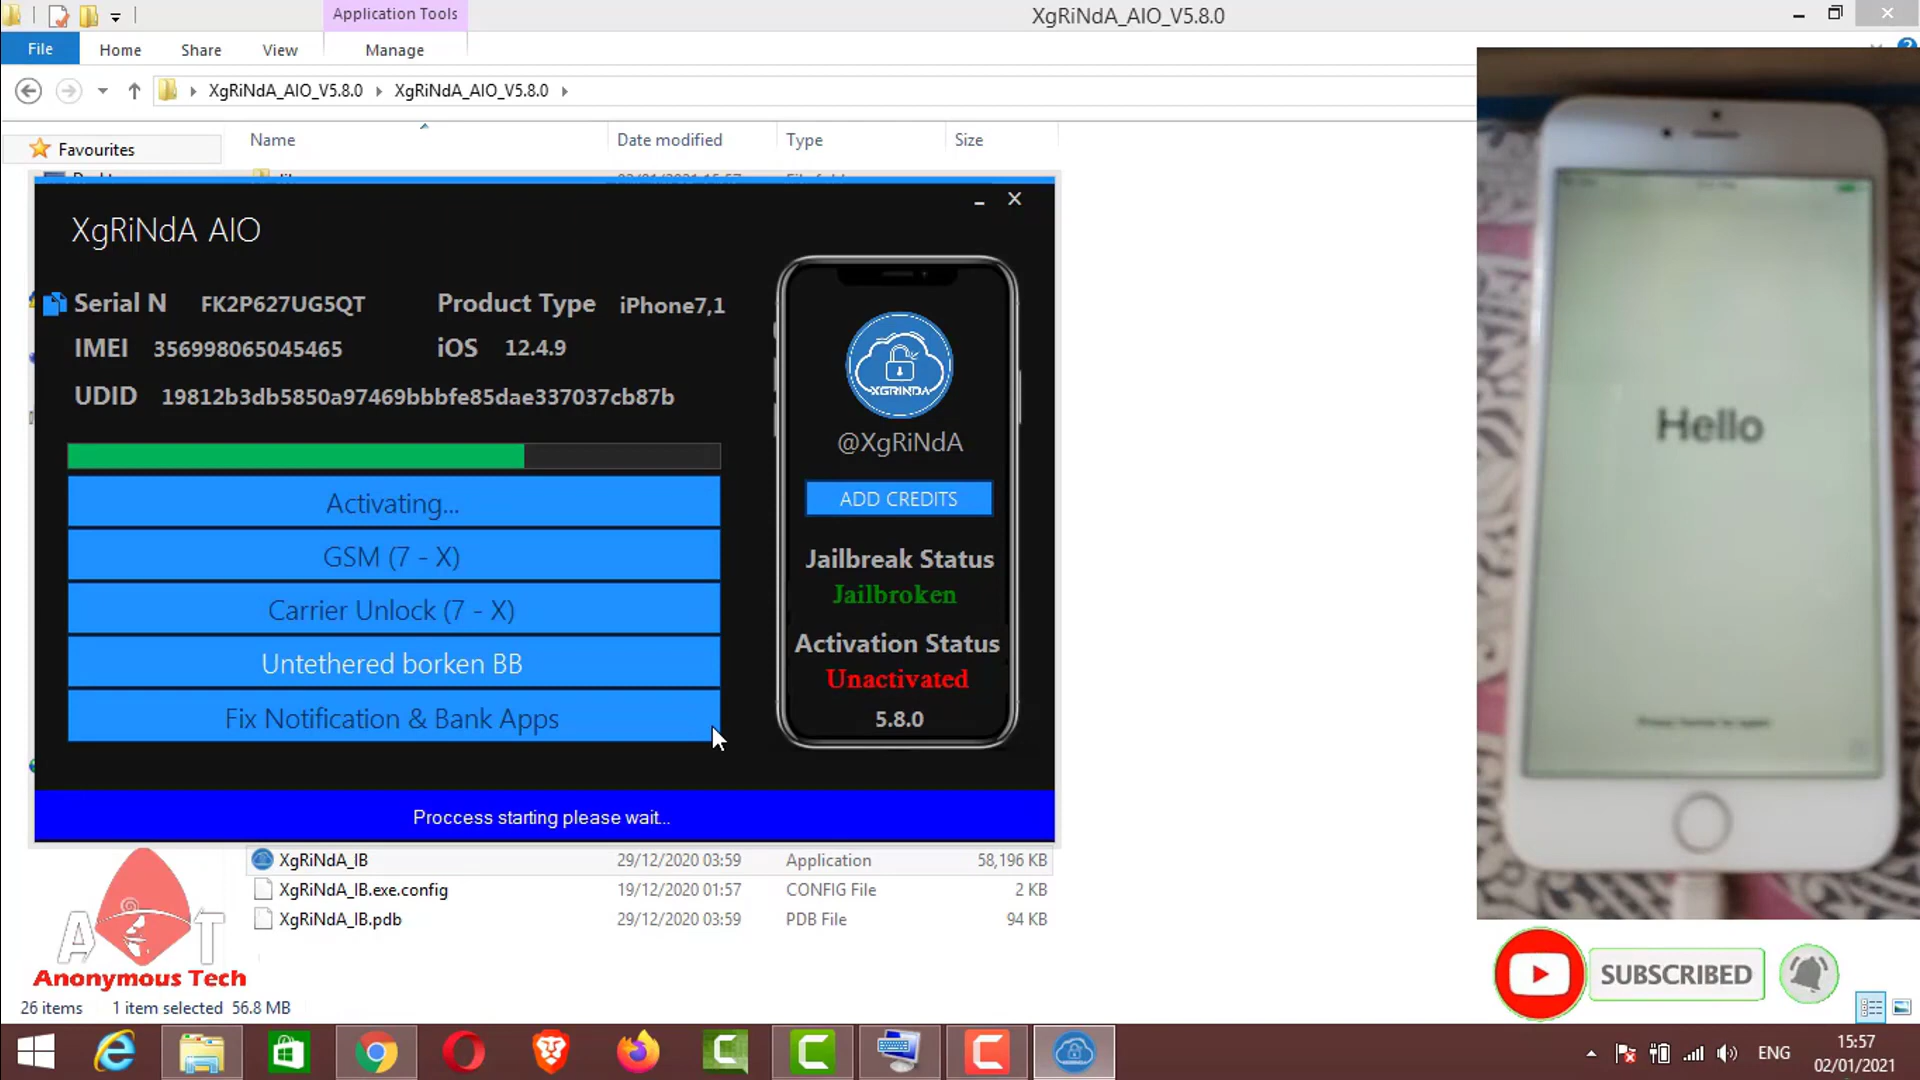 Application Tools
XgRiNdA_AIO_V5.8.0
File
Home
Share
View
Manage
XgRiNdA_AIO_V5.8.0
XgRiNdA_AIO_V5.8.0
Name
Date modified
Type
Size
Favourites
XgRiNdA AIO
Serial N FK2P627UG5QT
Product Type iPhone7,1
IMEI 356998065045465
iOS 12.4.9
UDID 19812b3db5850a97469bbbfe85dae337037cb87b
Activating...
GSM (7 - X)
Carrier Unlock (7 - X)
Untethered borken BB
Fix Notification & Bank Apps
XGRINDA
@XgRiNdA
ADD CREDITS
Jailbreak Status
Jailbroken
Activation Status
Unactivated
5.8.0
Proccess starting please wait...
XgRiNdA_IB 29/12/2020 03:59 Application 58,196 KB
XgRiNdA_IB.exe.config 19/12/2020 01:57 CONFIG File 2 KB
XgRiNdA_IB.pdb 29/12/2020 03:59 PDB File 94 KB
A T
Anonymous Tech
26 items 1 item selected 56.8 MB
Hello
SUBSCRIBED
ENG
15:57
02/01/2021